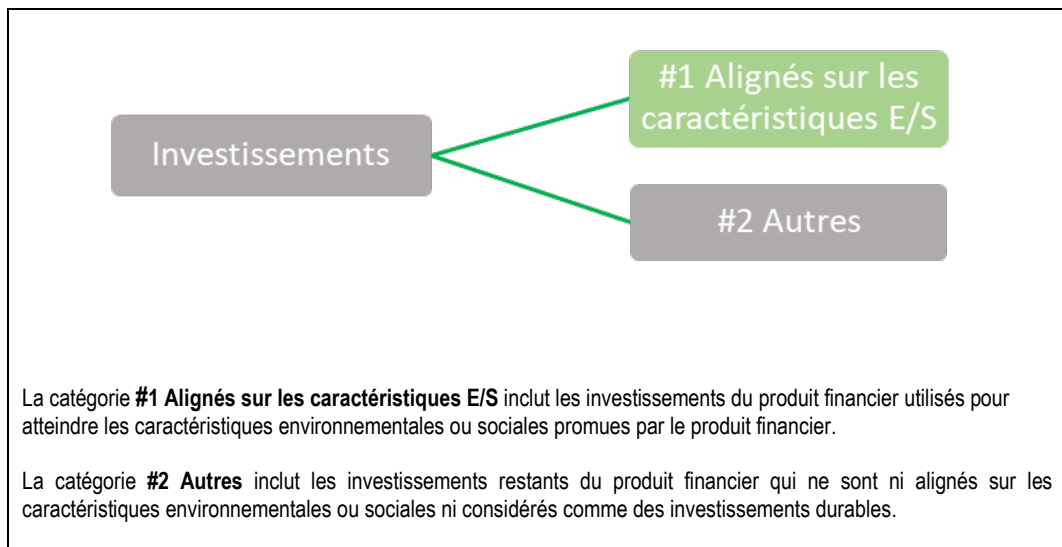 #1 Alignés sur les
caractéristiques E/S
Investissements
#2 Autres
La catégorie #1 Alignés sur les caractéristiques E/S inclut les investissements du produit financier utilisés pour
atteindre les caractéristiques environnementales ou sociales promues par le produit financier.
La catégorie #2 Autres inclut les investissements restants du produit financier qui ne sont ni alignés sur les
caractéristiques environnementales ou sociales ni considérés comme des investissements durables.